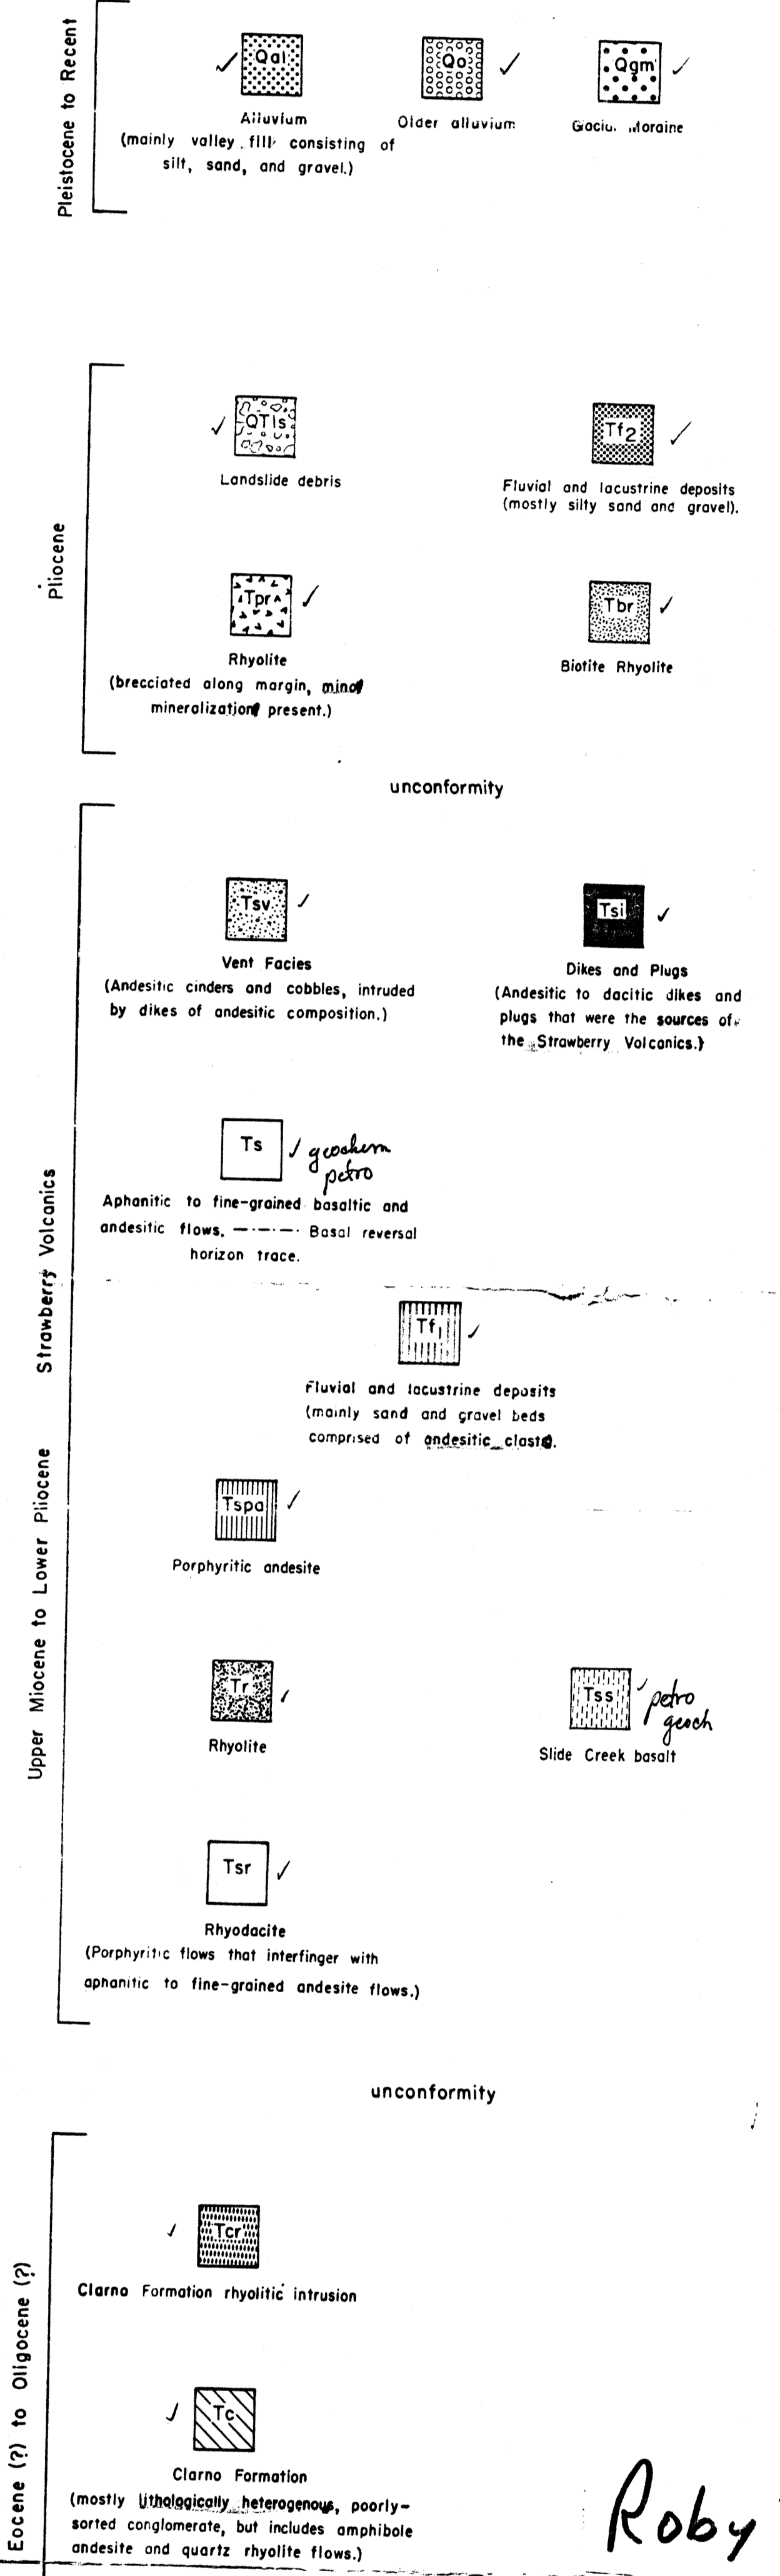 Pleistocene to Recent
Qal
Qo
Qgm
Alluvium
Older alluvium
Moraine
(mainly valley fill consisting of
silt, sand, and gravel.)
Pliocene
QTls
Tf2
Landslide debris
Fluvial and lacustrine deposits
(mostly silty sand and gravel).
Tpr
Tbr
Rhyolite
Biotite Rhyolite
(brecciated along margin, minor
mineralization present.)
unconformity
Upper Miocene to Lower Pliocene Strawberry Volcanics
Tsv
Tsi
Vent Facies
Dikes and Plugs
(Andesitic cinders and cobbles, intruded
by dikes of andesitic composition.)
(Andesitic to dacitic dikes and
plugs that were the sources of
the Strawberry Volcanics.)
Ts
geochem
petro
Aphanitic to fine-grained basaltic and
andesitic flows. —·—·—· Basal reversal
horizon trace.
Tf1
Fluvial and lacustrine deposits
(mainly sand and gravel beds
comprised of andesitic clasts.
Tspa
Porphyritic andesite
Tr
Rhyolite
Tss
petro
geoch
Slide Creek basalt
Tsr
Rhyodacite
(Porphyritic flows that interfinger with
aphanitic to fine-grained andesite flows.)
unconformity
Eocene (?) to Oligocene (?)
Tcr
Clarno Formation rhyolitic intrusion
Tc
Clarno Formation
(mostly lithologically heterogenous, poorly-
sorted conglomerate, but includes amphibole
andesite and quartz rhyolite flows.)
Roby